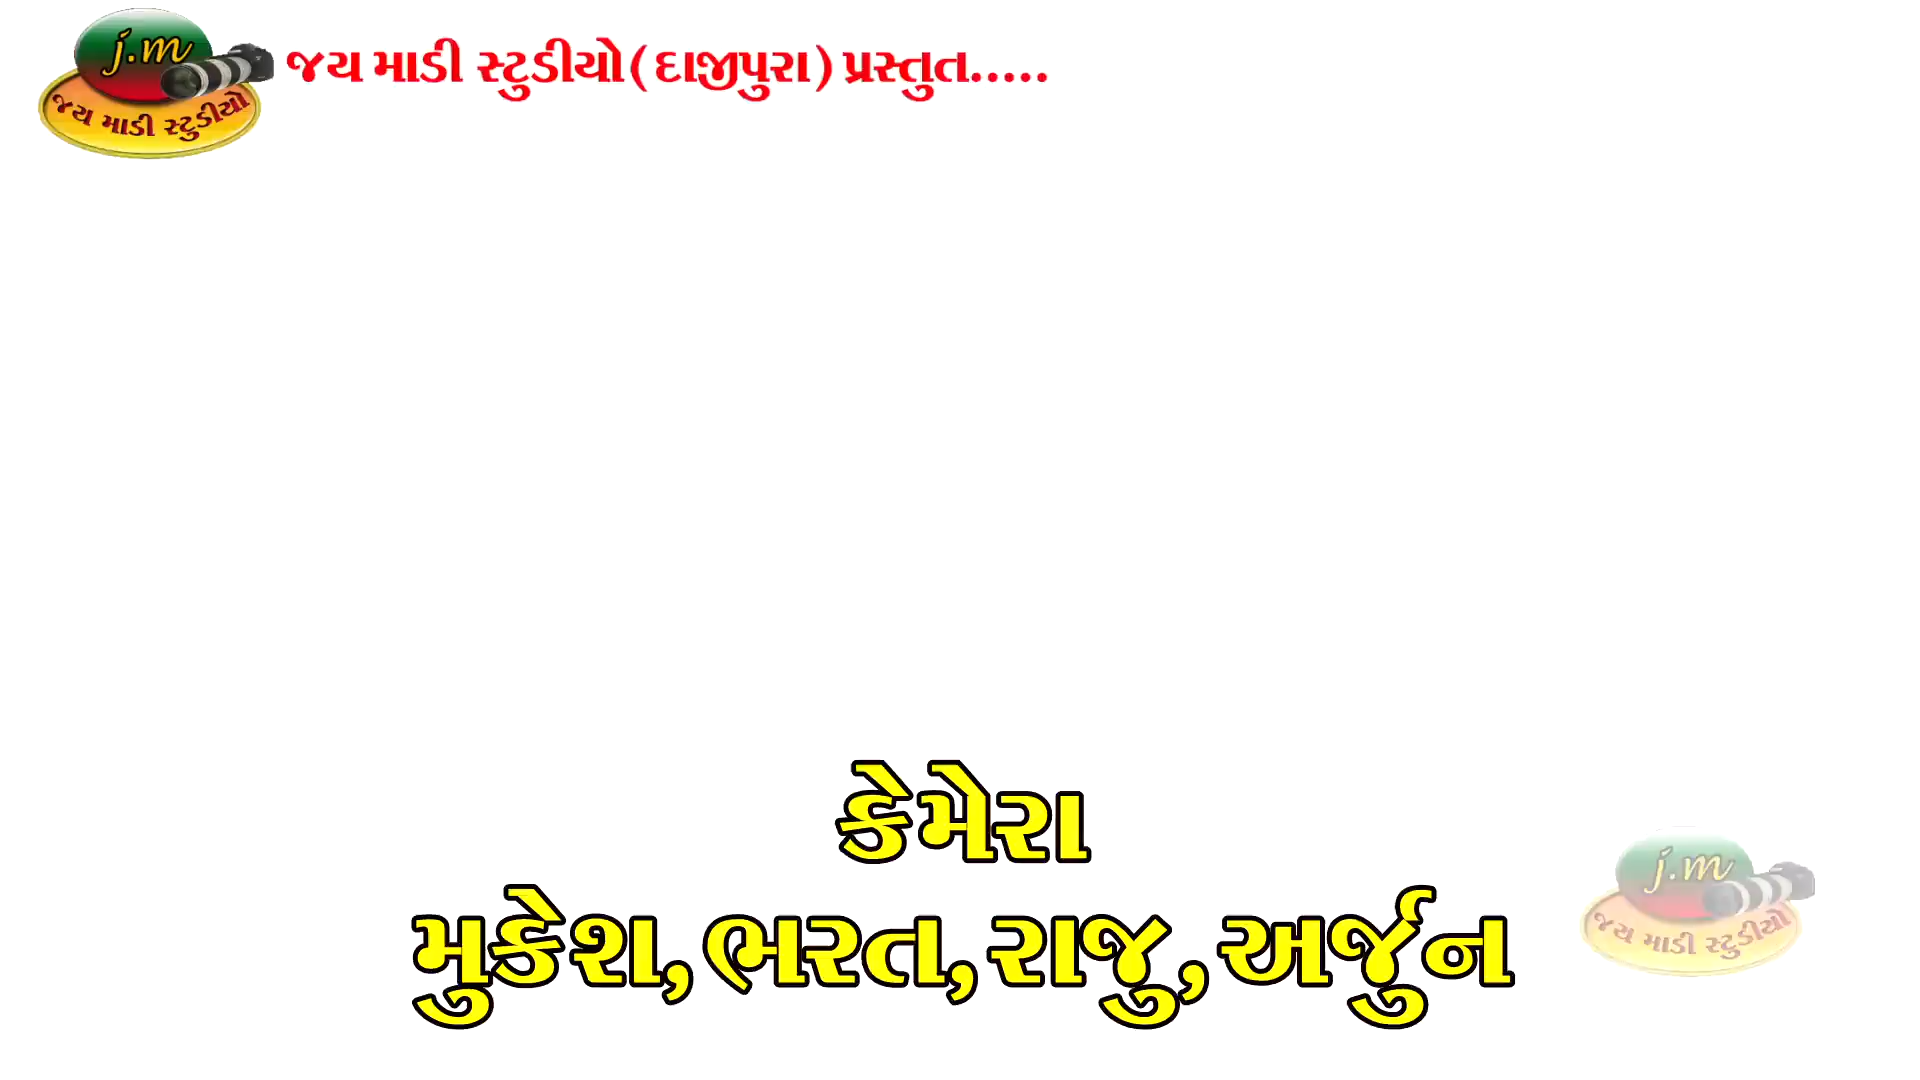 j.m
જય માડી સ્ટુડીયો
જય માડી સ્ટુડીયો(દાજીપુરા)પ્રસ્તુત.....
કેમેરા
મુકેશ,ભરત,રાજુ,અર્જુન
j.m
જય માડી સ્ટુડીયો